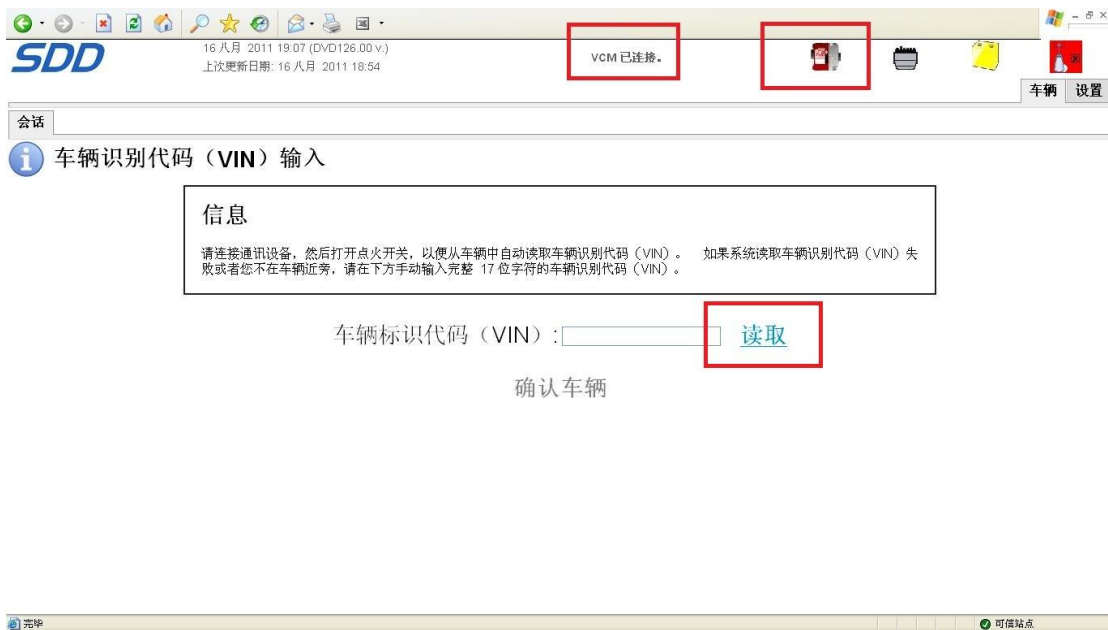 SDD
16 八月 2011 19:07 (DVD126.00 v.)
上次更新日期: 16 八月 2011 18:54
VCM 已连接。
车辆 设置
会话
车辆识别代码（VIN）输入
信息
请连接通讯设备，然后打开点火开关，以便从车辆中自动读取车辆识别代码（VIN）。 如果系统读取车辆识别代码（VIN）失
败或者您不在车辆近旁，请在下方手动输入完整 17 位字符的车辆识别代码（VIN）。
车辆标识代码（VIN）: 读取
确认车辆
完毕 可信站点